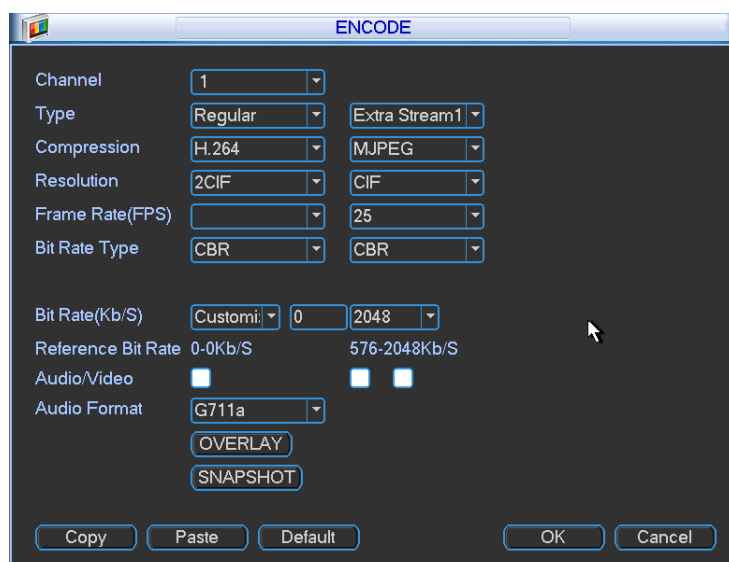 ENCODE
Channel 1
Type Regular Extra Stream1
Compression H.264 MJPEG
Resolution 2CIF CIF
Frame Rate(FPS) 25
Bit Rate Type CBR CBR
Bit Rate(Kb/S) Customi: 0 2048
Reference Bit Rate 0-0Kb/S 576-2048Kb/S
Audio/Video
Audio Format G711a
OVERLAY
SNAPSHOT
Copy Paste Default OK Cancel